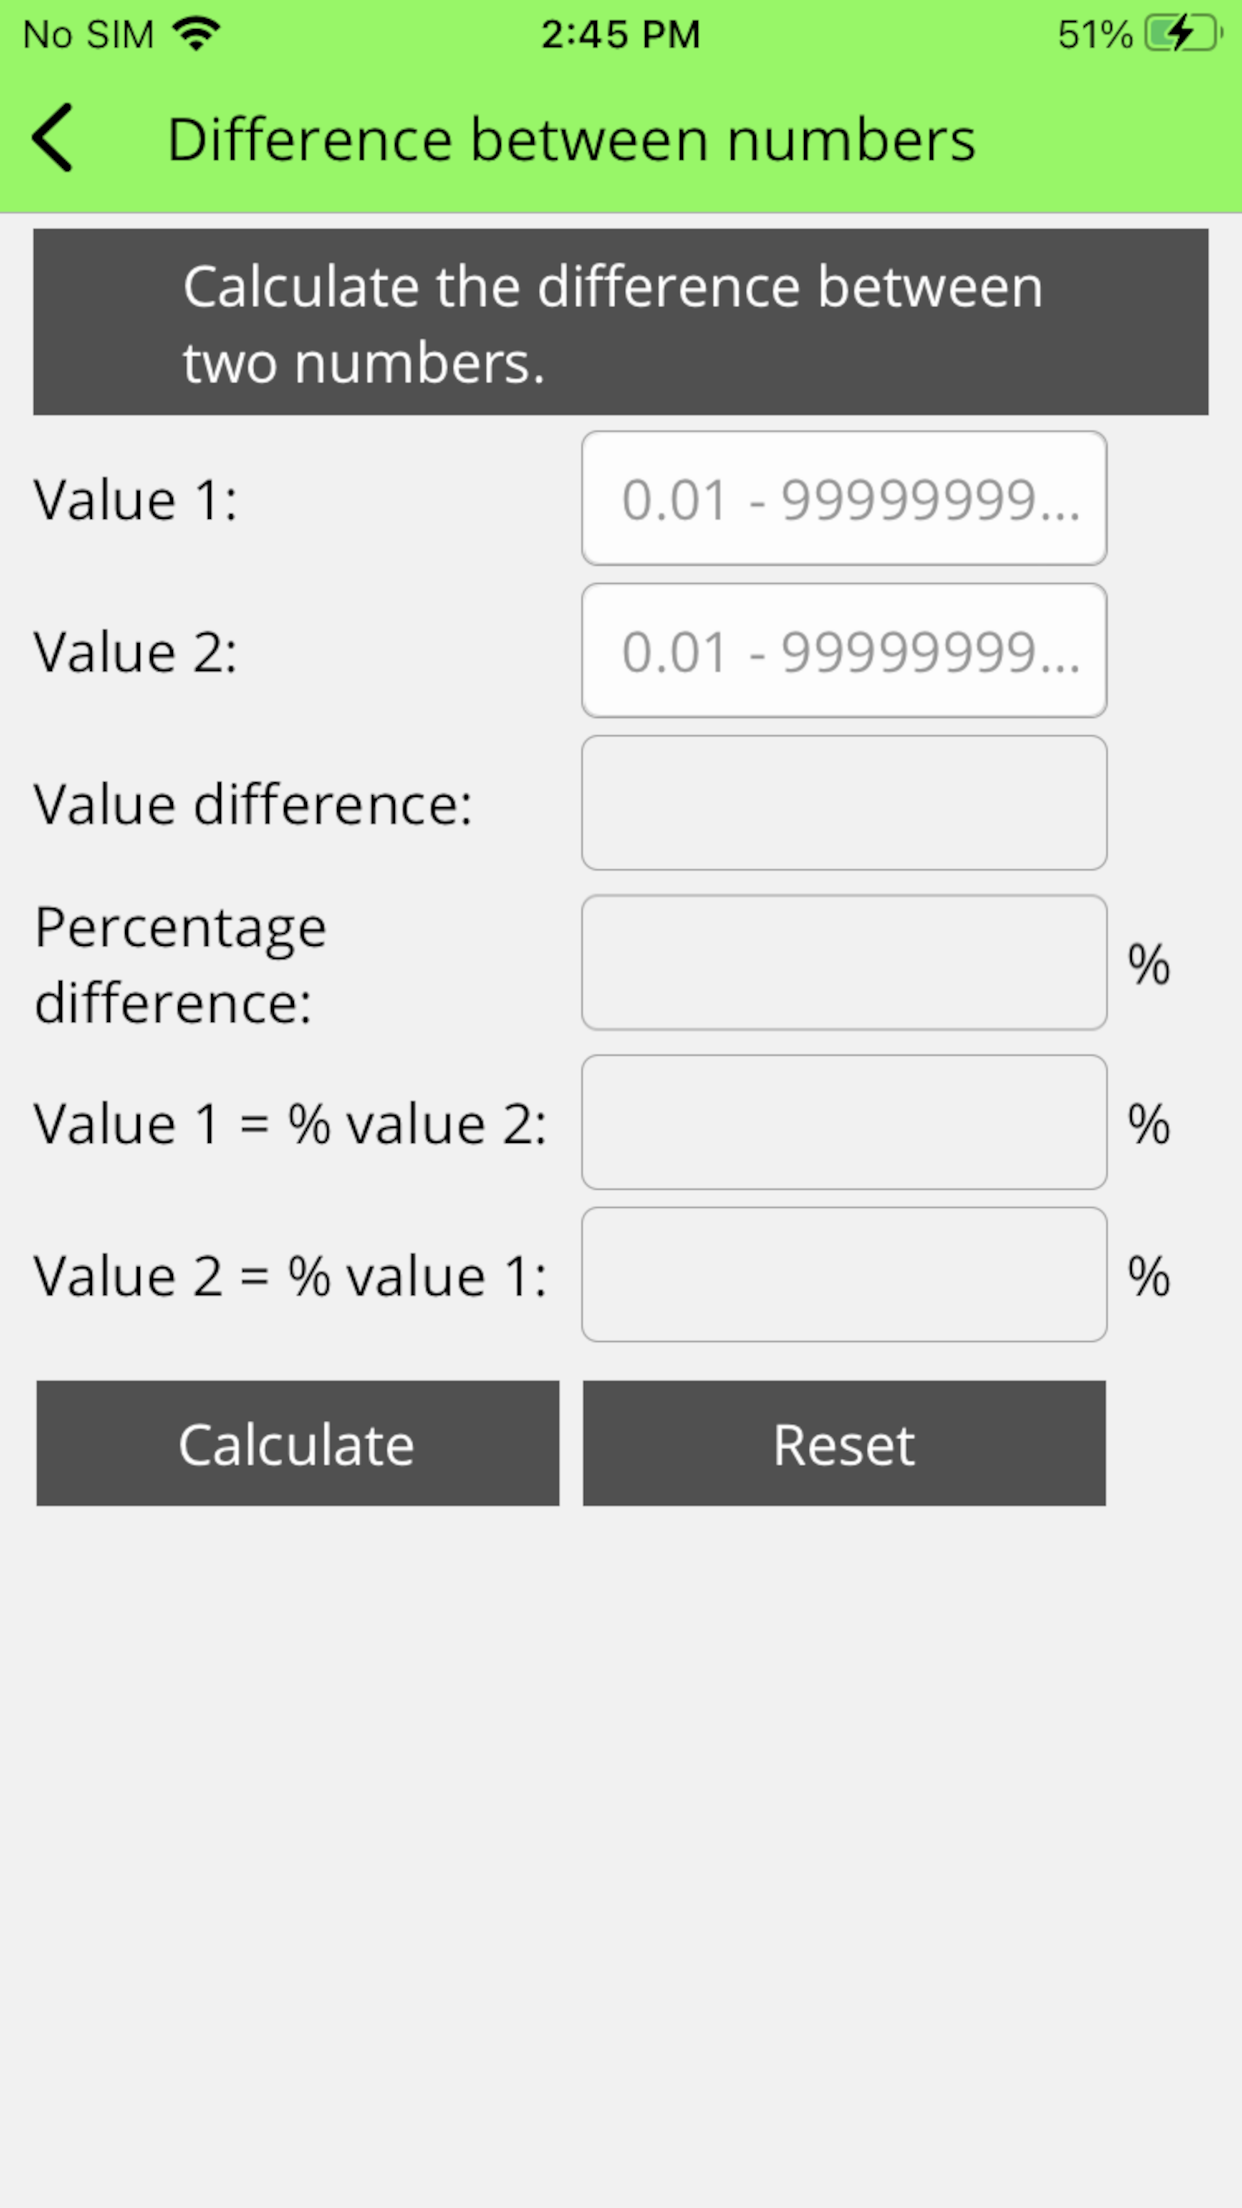 No SIM 2:45 PM 51%
Difference between numbers
Calculate the difference between
two numbers.
Value 1: 0.01 - 99999999...
Value 2: 0.01 - 99999999...
Value difference:
Percentage
difference: %
Value 1 = % value 2: %
Value 2 = % value 1: %
Calculate Reset